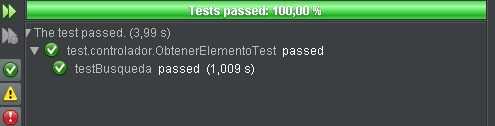 Tests passed: 100,00 %
The test passed. (3,99 s)
test.controlador.ObtenerElementoTest passed
testBusqueda passed (1,009 s)